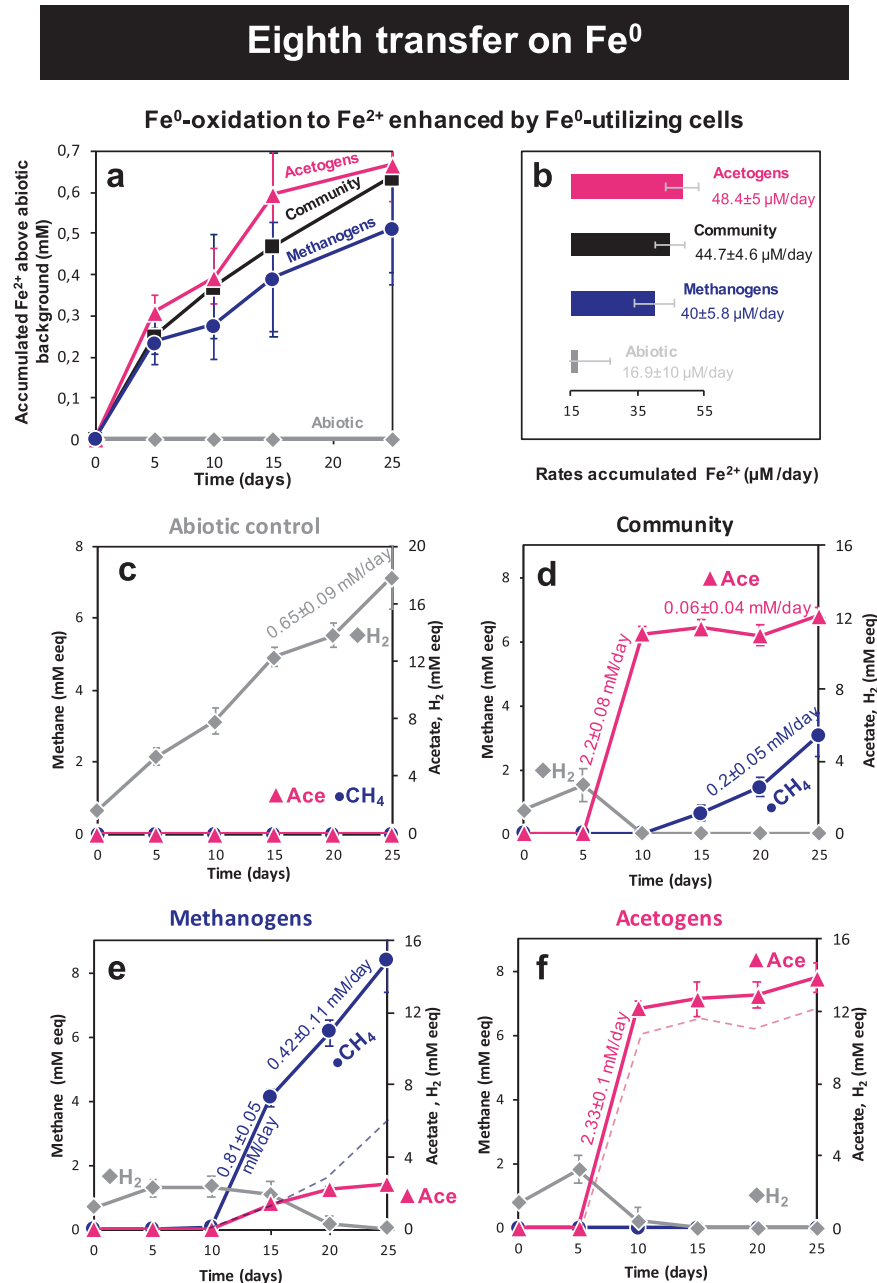 Eighth transfer on Fe⁰
Fe⁰-oxidation to Fe²⁺ enhanced by Fe⁰-utilizing cells
a
Accumulated Fe²⁺ above abiotic background (mM)
0,7
0,6
0,5
0,4
0,3
0,2
0,1
0
Acetogens
Community
Methanogens
Abiotic
0 5 10 15 20 25
Time (days)
b
Acetogens
48.4±5 µM/day
Community
44.7±4.6 µM/day
Methanogens
40±5.8 µM/day
Abiotic
16.9±10 µM/day
15 35 55
Rates accumulated Fe²⁺ (µM/day)
Abiotic control
c
Methane (mM eeq)
8
6
4
2
0
0.65±0.09 mM/day
H₂
Ace
CH₄
20
16
12
8
4
0
Acetate, H₂ (mM eeq)
0 5 10 15 20 25
Time (days)
Community
d
Methane (mM eeq)
8
6
4
2
0
Ace
0.06±0.04 mM/day
2.2±0.08 mM/day
0.2±0.05 mM/day
H₂
CH₄
16
12
8
4
0
Acetate, H₂ (mM eeq)
0 5 10 15 20 25
Time (days)
Methanogens
e
Methane (mM eeq)
8
6
4
2
0
0.42±0.11 mM/day
CH₄
0.81±0.05
mM/day
H₂
Ace
16
12
8
4
0
Acetate , H₂ (mM eeq)
0 5 10 15 20 25
Time (days)
Acetogens
f
Methane (mM eeq)
8
6
4
2
0
Ace
2.33±0.1 mM/day
H₂
16
12
8
4
0
Acetate, H₂ (mM eeq)
0 5 10 15 20 25
Time (days)